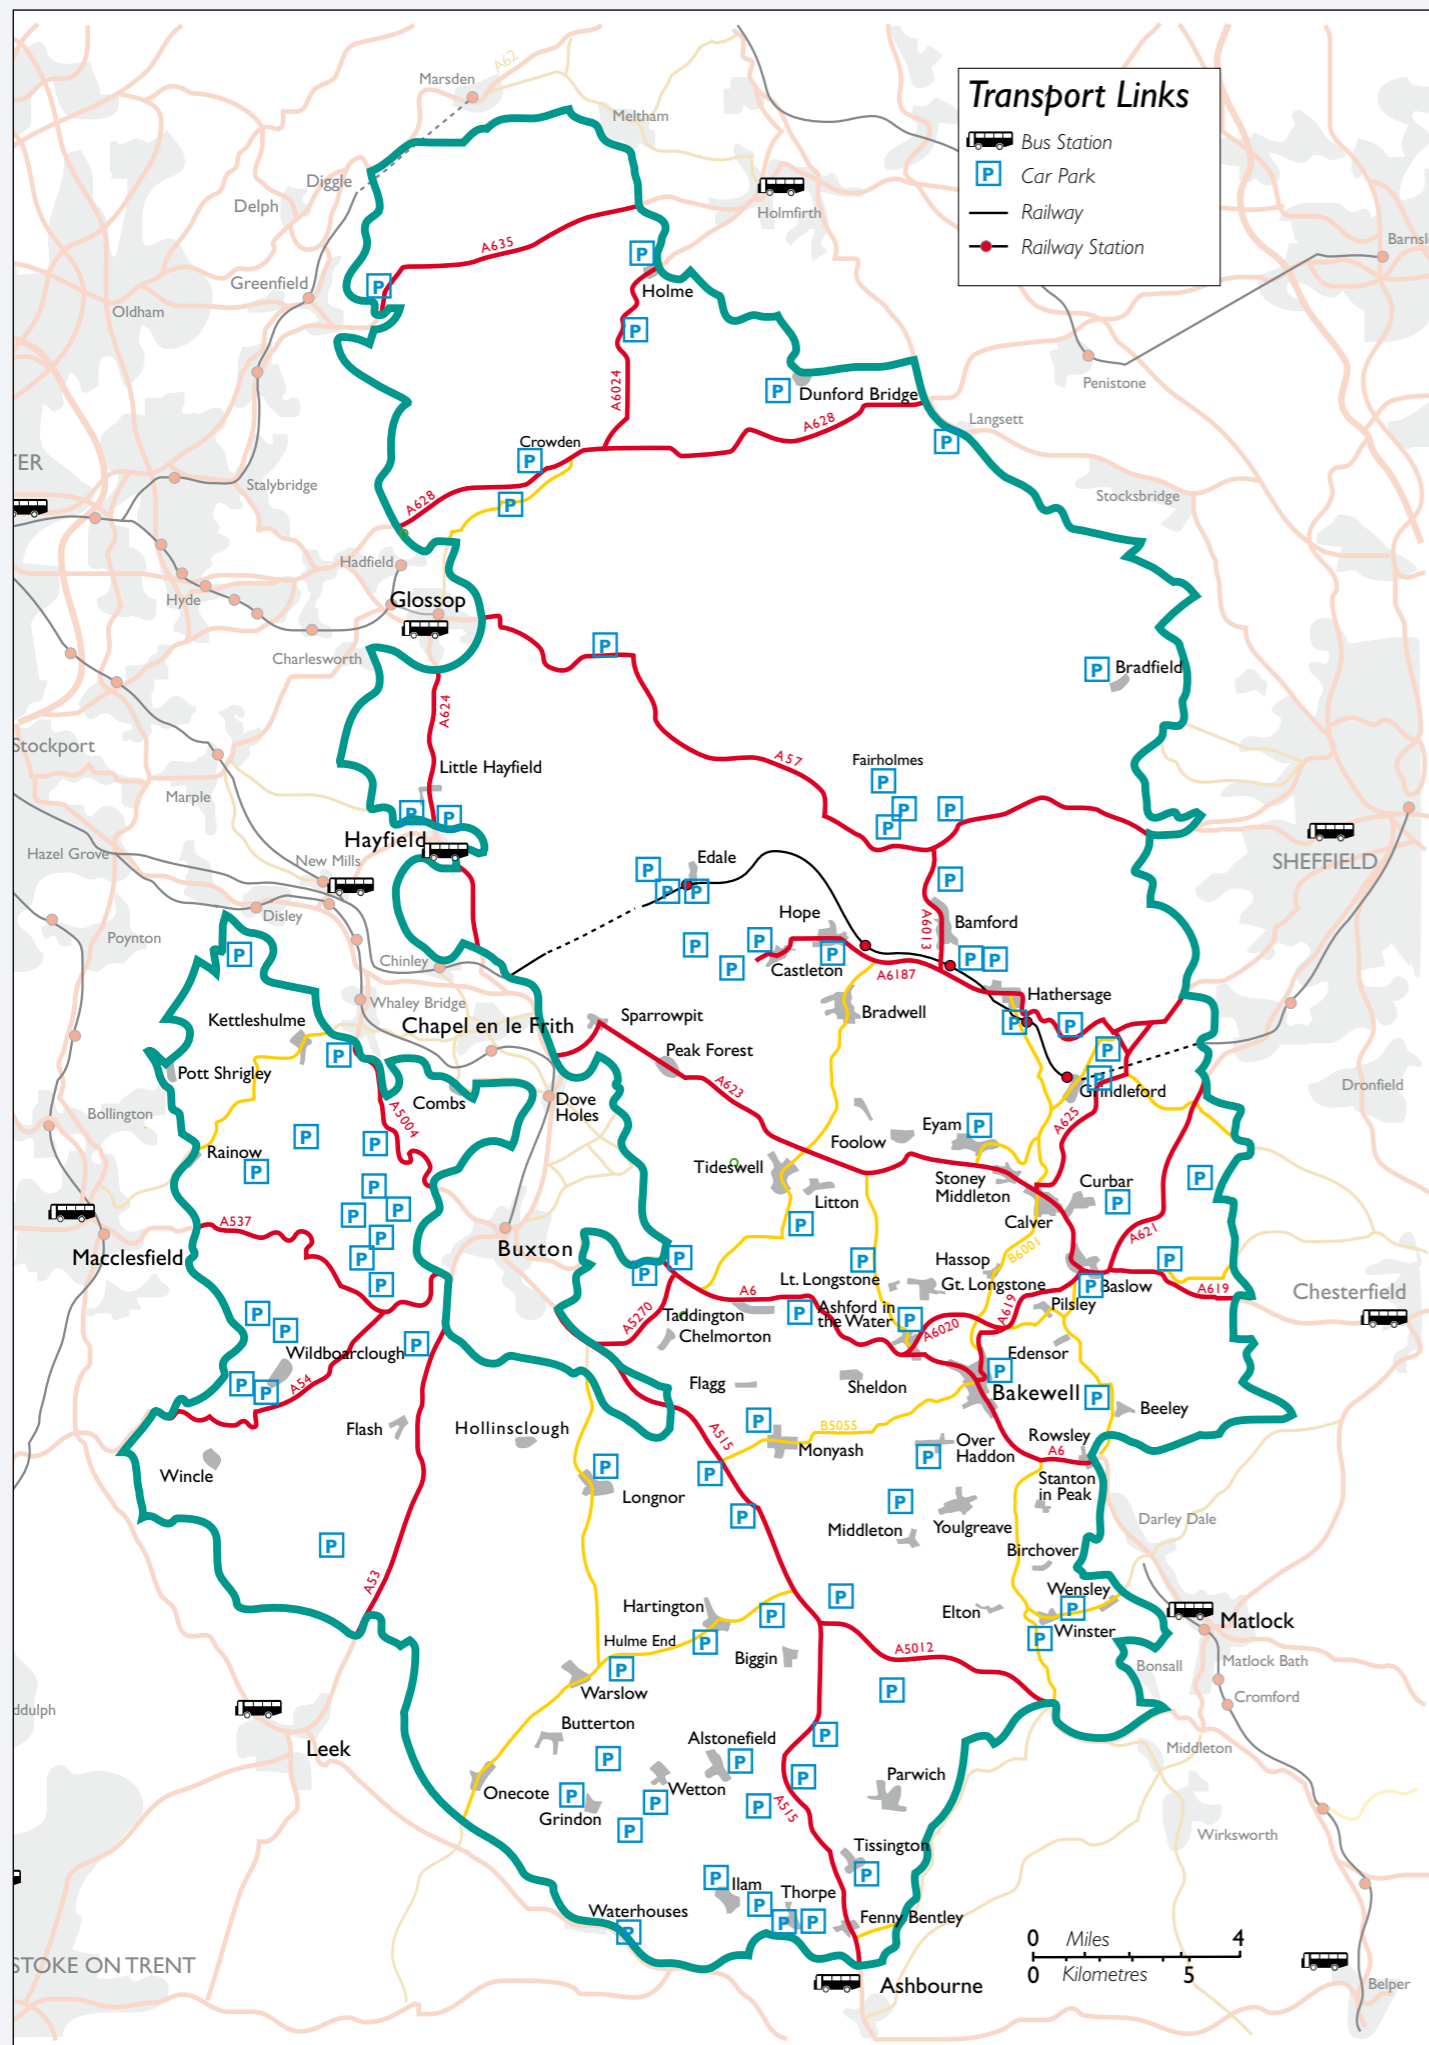 Transport Links
Bus Station
P
Car Park
Railway
Railway Station
A62
Marsden
Meltham
Diggle
Delph
Holmfirth
Barnsl
A635
P
P
Greenfield
Holme
Oldham
P
A6024
Penistone
P
Dunford Bridge
A628
Langsett
P
Crowden
P
TER
Stalybridge
A628
P
Stocksbridge
Hadfield
Hyde
Glossop
Charlesworth
P
P
Bradfield
A624
Stockport
A57
Fairholmes
Little Hayfield
P
Marple
P
P
P
P
P
Hayfield
Hazel Grove
New Mills
SHEFFIELD
Edale
P
P
P
P
Disley
Hope
A6013
Bamford
Poynton
P
P
P
P
P
P
Chinley
P
Castleton
A6187
Whaley Bridge
Hathersage
Kettleshulme
Chapel en le Frith
Sparrowpit
Bradwell
P
P
P
Peak Forest
P
Pott Shrigley
P
Grindleford
Dronfield
A623
Combs
Dove
Holes
Bollington
A5004
Foolow
Eyam
P
A625
P
P
Rainow
P
Tideswell
Stoney
Middleton
Curbar
P
P
Litton
P
Calver
P
P
P
A537
P
A621
Macclesfield
P
Buxton
P
P
Hassop
B6001
P
P
P
P
Lt. Longstone
Gt. Longstone
P
Baslow
A619
Chesterfield
A6
Pilsley
P
Taddington
P
Ashford in
the Water
P
A619
A5270
Chelmorton
A6020
P
P
Wildboarclough
Edensor
P
P
P
A54
Flagg
Sheldon
Bakewell
P
Beeley
Flash
Hollinsclough
A515
P
B5055
Monyash
Over
Haddon
Rowsley
P
A6
Wincle
P
P
Longnor
Stanton
in Peak
P
P
Youlgreave
Darley Dale
Middleton
P
Birchover
A53
Wensley
P
Hartington
P
Elton
P
Winster
Matlock
Hulme End
P
P
Biggin
A5012
P
Bonsall
Matlock Bath
Warslow
P
Cromford
ddulph
Butterton
Alstonefield
P
Leek
P
P
Middleton
P
Parwich
Onecote
P
Wetton
P
P
A515
Grindon
P
Wirksworth
Tissington
P
P
Ilam
P
Thorpe
P
P
Waterhouses
P
Fenny Bentley
0 Miles 4
0 Kilometres 5
STOKE ON TRENT
Ashbourne
Belper